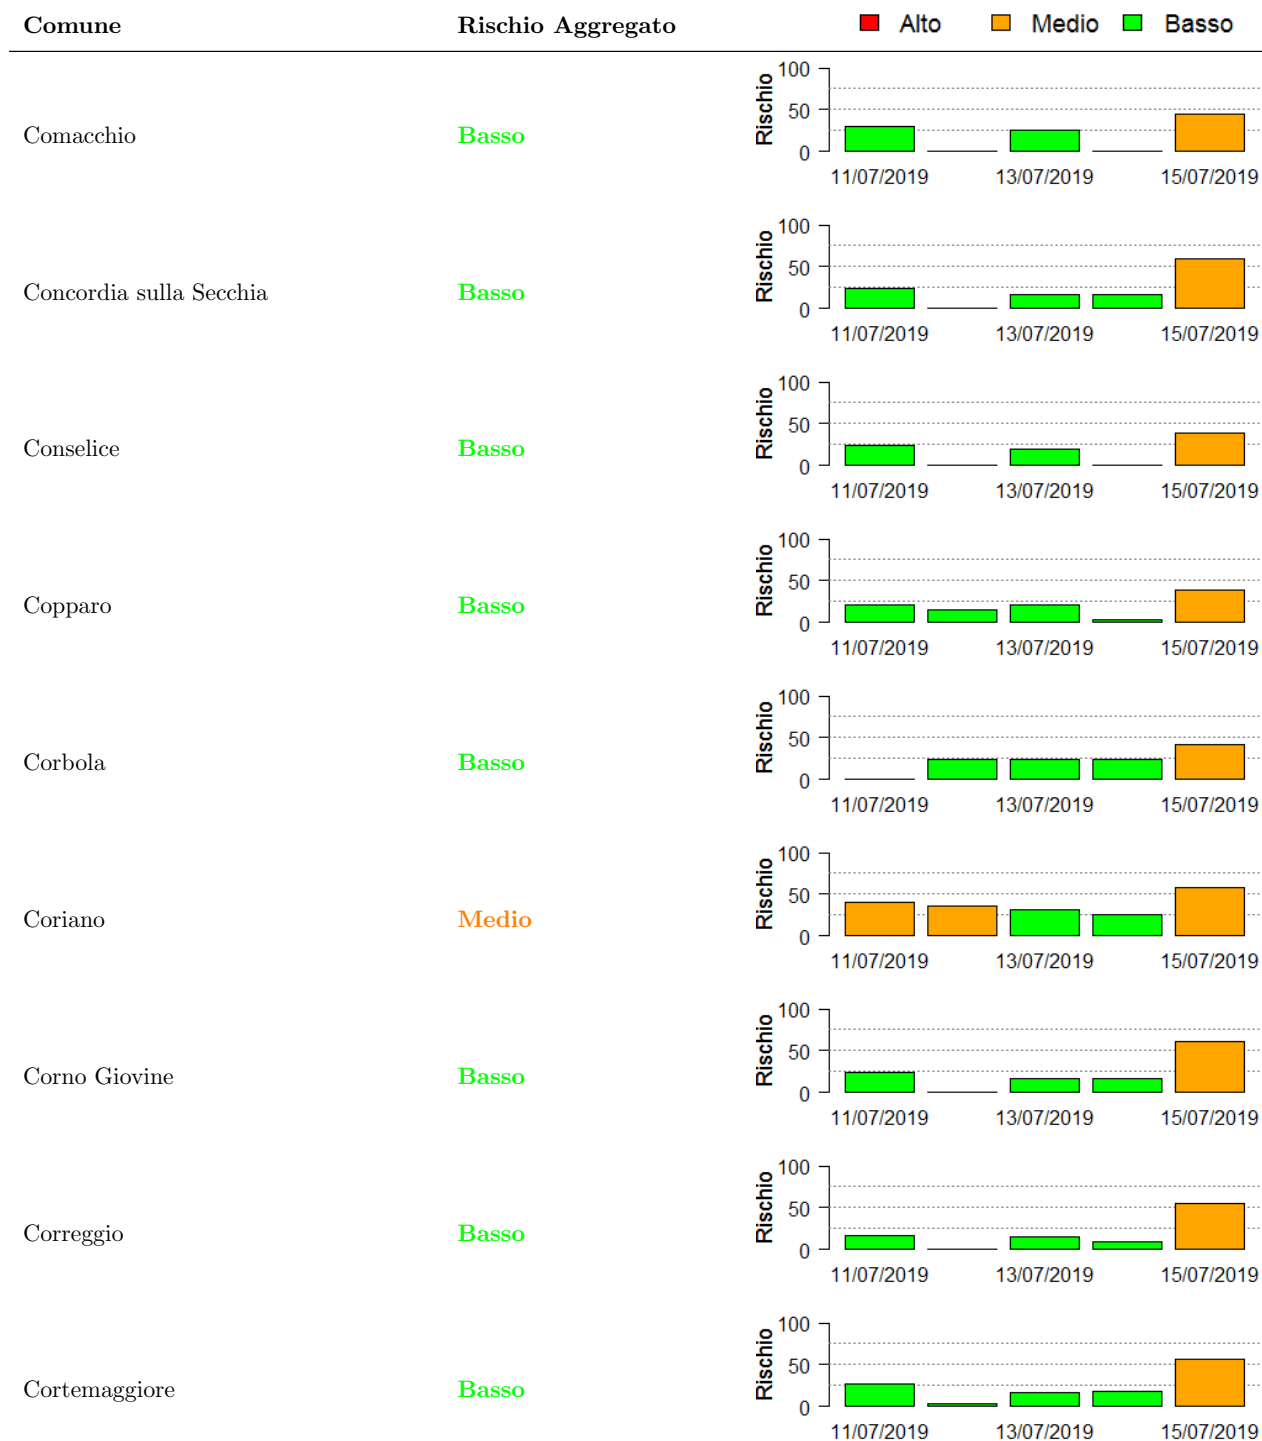 Comune Rischio Aggregato Alto Medio Basso
Comacchio Basso Rischio 100 50 0
11/07/2019 13/07/2019 15/07/2019
Concordia sulla Secchia Basso Rischio 100 50 0
11/07/2019 13/07/2019 15/07/2019
Conselice Basso Rischio 100 50 0
11/07/2019 13/07/2019 15/07/2019
Copparo Basso Rischio 100 50 0
11/07/2019 13/07/2019 15/07/2019
Corbola Basso Rischio 100 50 0
11/07/2019 13/07/2019 15/07/2019
Coriano Medio Rischio 100 50 0
11/07/2019 13/07/2019 15/07/2019
Corno Giovine Basso Rischio 100 50 0
11/07/2019 13/07/2019 15/07/2019
Correggio Basso Rischio 100 50 0
11/07/2019 13/07/2019 15/07/2019
Cortemaggiore Basso Rischio 100 50 0
11/07/2019 13/07/2019 15/07/2019